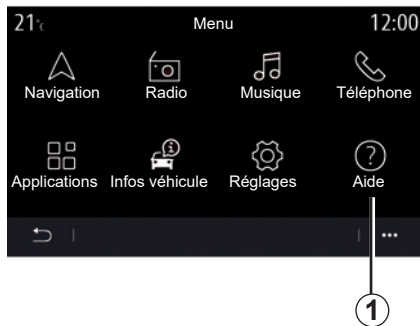 21°c Menu 12:00
Navigation Radio Musique Téléphone
Applications Infos véhicule Réglages Aide
1